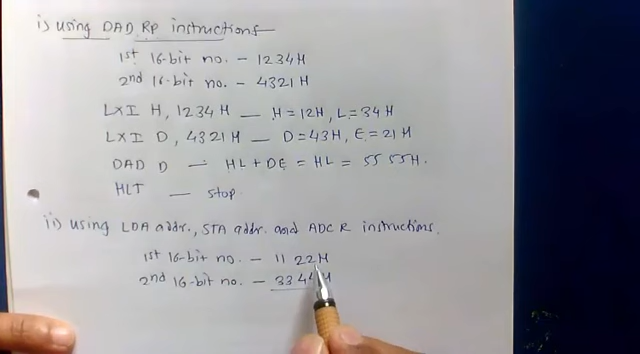 i) using DAD Rp instructions
1st 16-bit no. - 1234H
2nd 16-bit no. - 4321H
LXI H, 1234H — H=12H, L=34H
LXI D, 4321H — D=43H, E=21H
DAD D — HL+DE = HL = 5555H.
HLT — stop
ii) using LDA addr., STA addr. and ADC R instructions.
1st 16-bit no. - 1122H
2nd 16-bit no. - 3344H